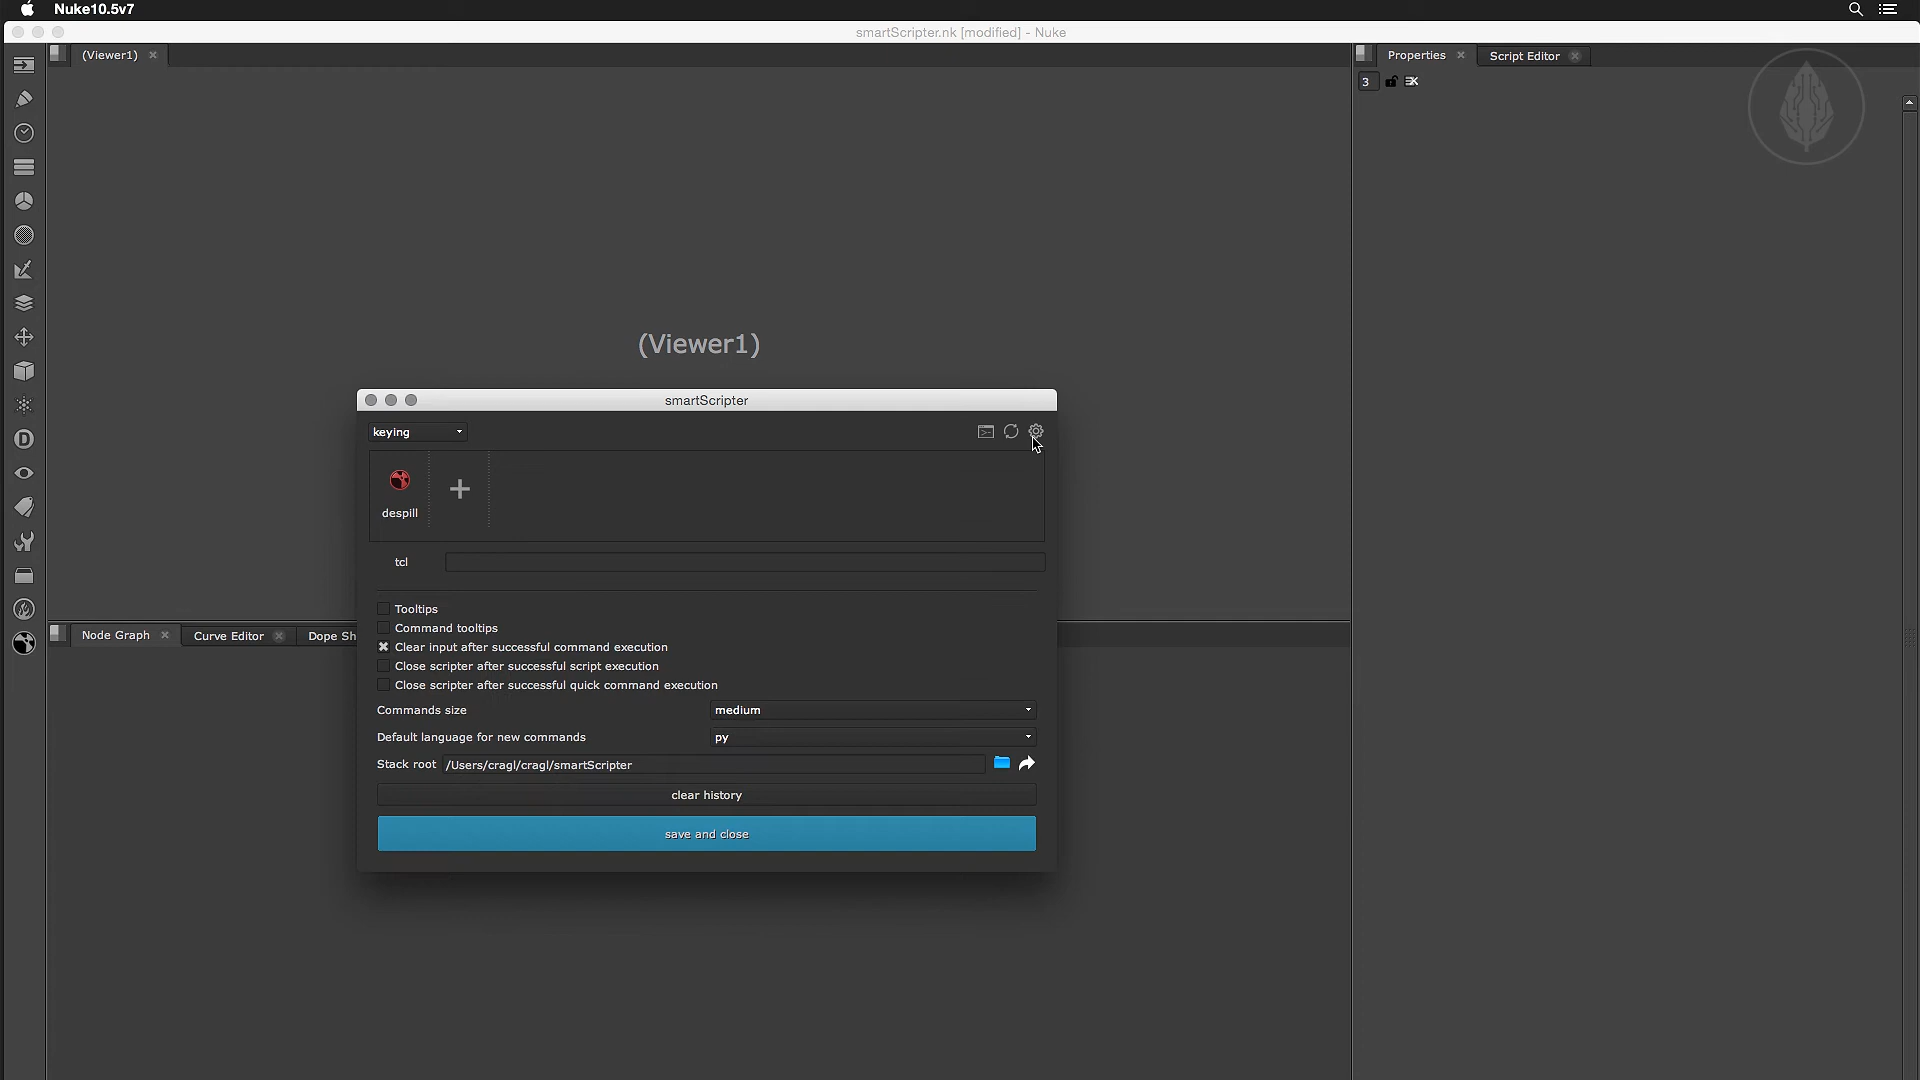 Nuke10.5v7
smartScripter.nk [modified] - Nuke
(Viewer1)
Properties
Script Editor
3
(Viewer1)
smartScripter
keying
>-
despill
tcl
Tooltips
Command tooltips
Clear input after successful command execution
Close scripter after successful script execution
Close scripter after successful quick command execution
Commands size
medium
Default language for new commands
py
Stack root
/Users/cragl/cragl/smartScripter
clear history
save and close
Node Graph
Curve Editor
Dope Sh
D